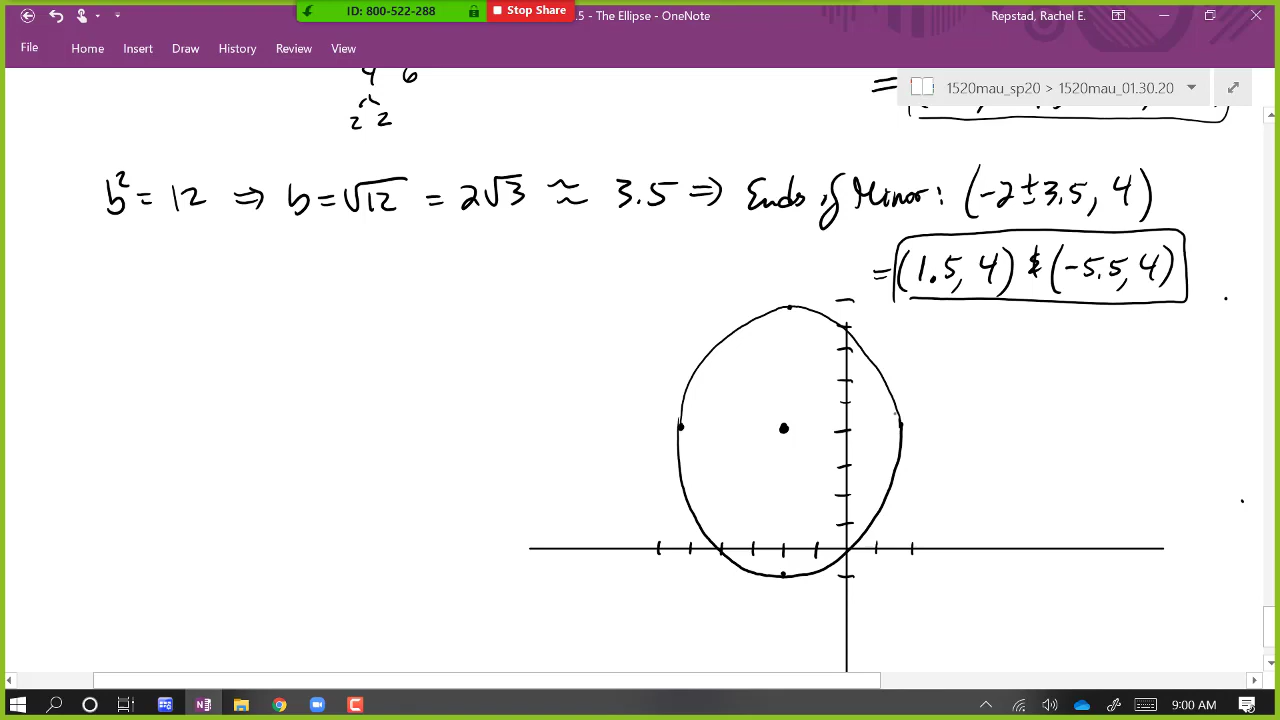 ID: 800-522-288 Stop Share
.5 - The Ellipse - OneNote
Repstad, Rachel E.
File Home Insert Draw History Review View
1520mau_sp20 > 1520mau_01.30.20
4 6
2 2
=
b² = 12 ⇒ b = √12 = 2√3 ≈ 3.5 ⇒ Ends of Minor: (-2 ± 3.5, 4)
= (1.5, 4) & (-5.5, 4)
9:00 AM